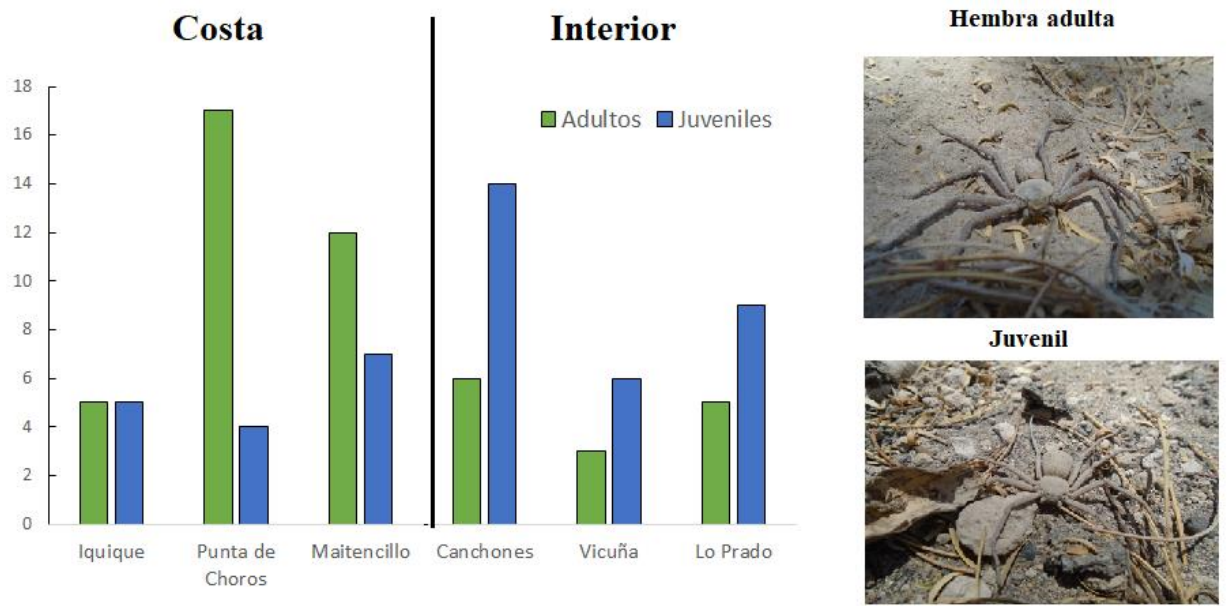 Costa
Interior
Hembra adulta
18
16
14
12
10
8
6
4
2
0
Adultos Juveniles
Iquique
Punta de
Choros
Maitencillo
Canchones
Vicuña
Lo Prado
Juvenil